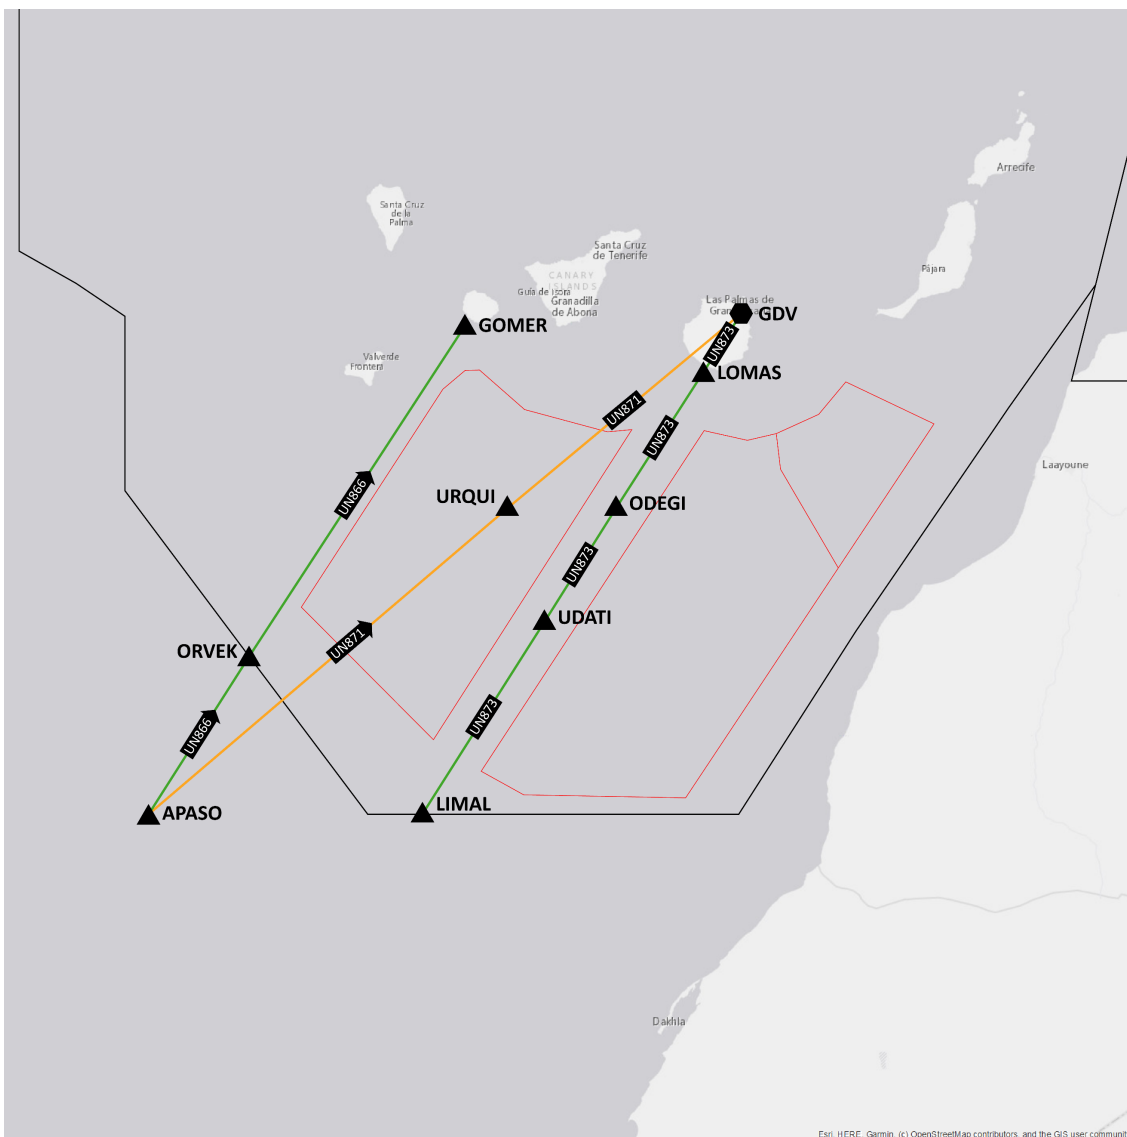 Arrecife
Santa Cruz
de la
Palma
Santa Cruz
de Tenerife
Pájara
CANARY
ISLANDS
Guía de Isora
Granadilla
de Abona
Las Palmas de
GDV
GOMER
UN873
Valverde
Frontera
LOMAS
UN871
UN873
Laayoune
UN866
URQUI
ODEGI
UN873
UDATI
UN871
ORVEK
UN873
UN866
LIMAL
APASO
Dakhla
Esri, HERE, Garmin, (c) OpenStreetMap contributors, and the GIS user communit